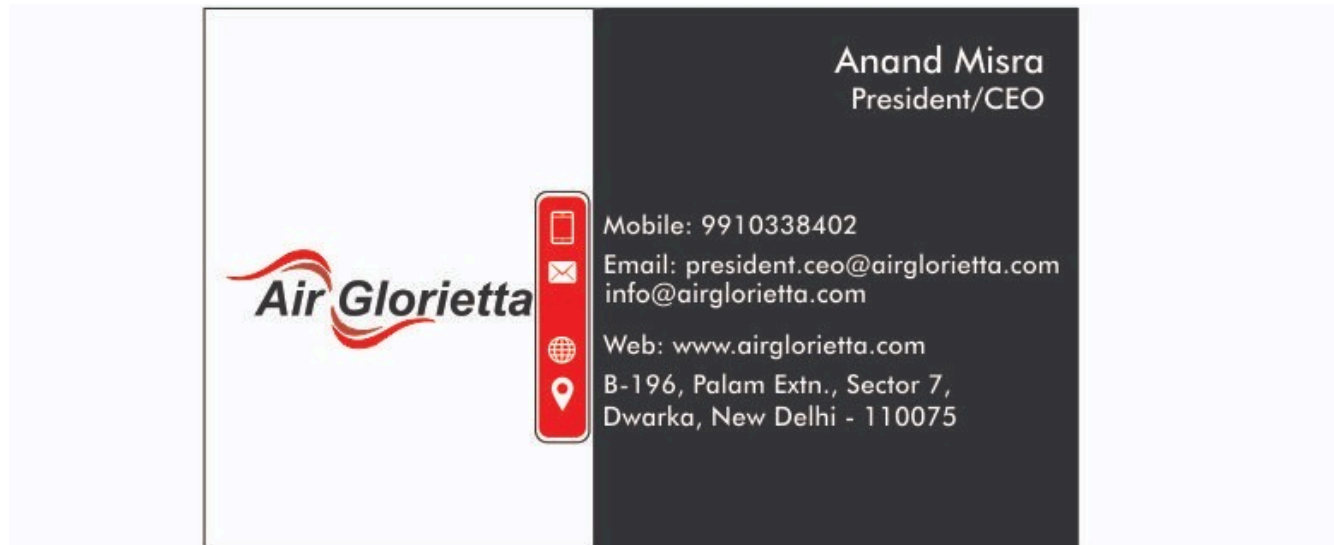 Air Glorietta
Anand Misra
President/CEO
Mobile: 9910338402
Email: president.ceo@airglorietta.com
info@airglorietta.com
Web: www.airglorietta.com
B-196, Palam Extn., Sector 7,
Dwarka, New Delhi - 110075